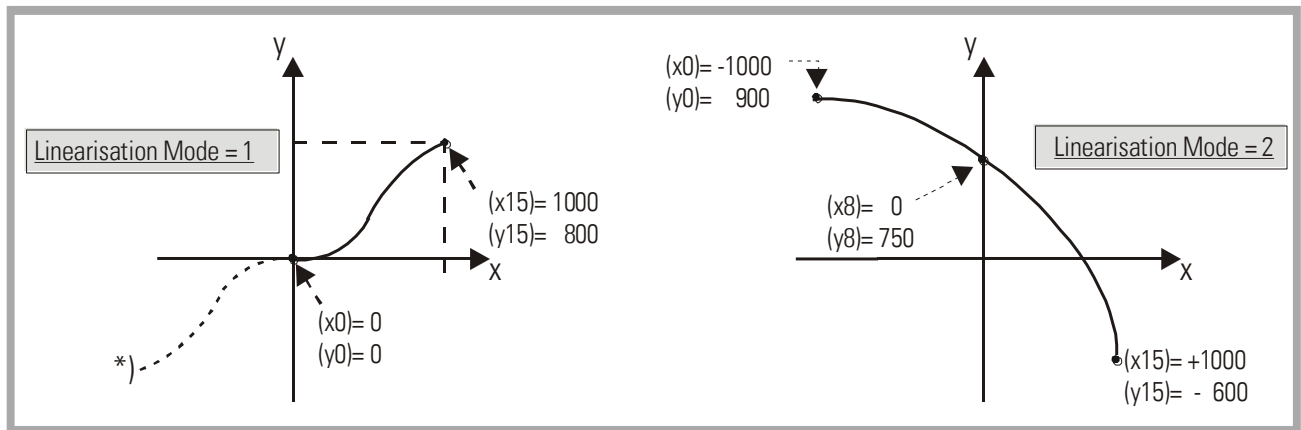 y
Linearisation Mode = 1
(x15)= 1000
(y15)= 800
x
(x0)= 0
(y0)= 0
*)
(x0)= -1000
(y0)= 900
y
Linearisation Mode = 2
(x8)= 0
(y8)= 750
x
(x15)= +1000
(y15)= - 600